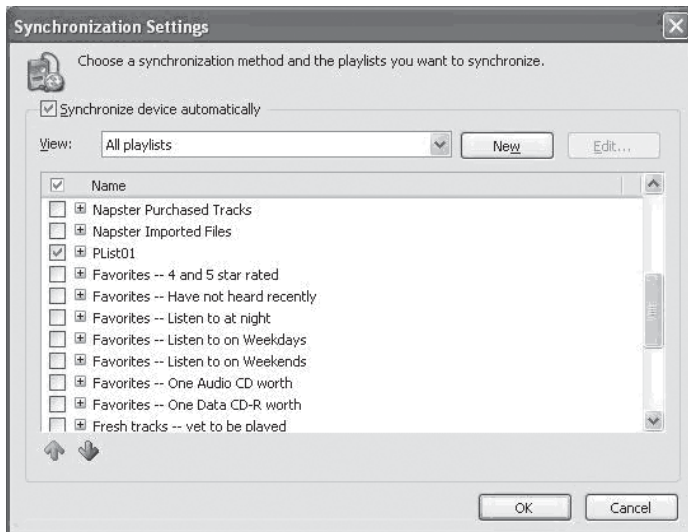 Synchronization Settings
Choose a synchronization method and the playlists you want to synchronize.
Synchronize device automatically
View: All playlists New Edit...
Name
Napster Purchased Tracks
Napster Imported Files
PList01
Favorites -- 4 and 5 star rated
Favorites -- Have not heard recently
Favorites -- Listen to at night
Favorites -- Listen to on Weekdays
Favorites -- Listen to on Weekends
Favorites -- One Audio CD worth
Favorites -- One Data CD-R worth
Fresh tracks -- yet to be played
OK Cancel